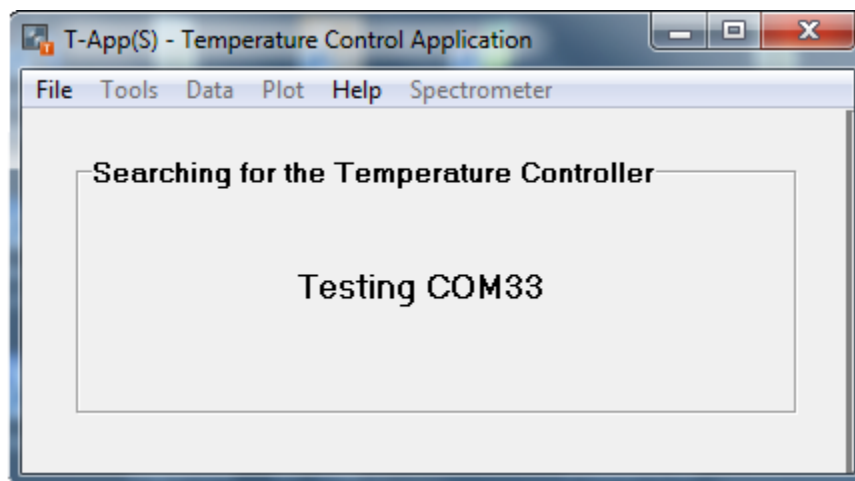 T-App(S) - Temperature Control Application
File Tools Data Plot Help Spectrometer
Searching for the Temperature Controller
Testing COM33